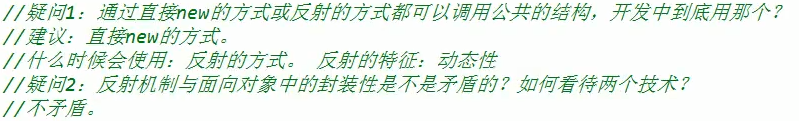 //疑问1：通过直接new的方式或反射的方式都可以调用公共的结构，开发中到底用那个？
//建议：直接new的方式。
//什么时候会使用：反射的方式。 反射的特征：动态性
//疑问2：反射机制与面向对象中的封装性是不是矛盾的？如何看待两个技术？
//不矛盾。